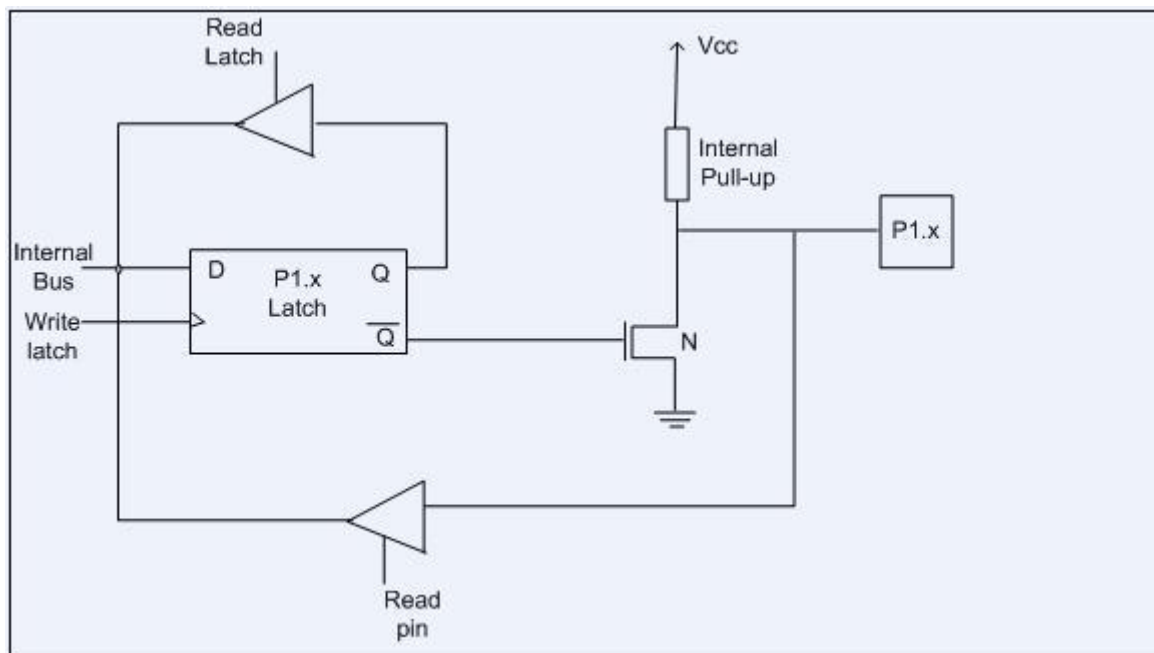 Read
Latch
Vcc
Internal
Pull-up
P1.x
Internal
Bus
D
P1.x
Latch
Q
Write
latch
Q
N
Read
pin